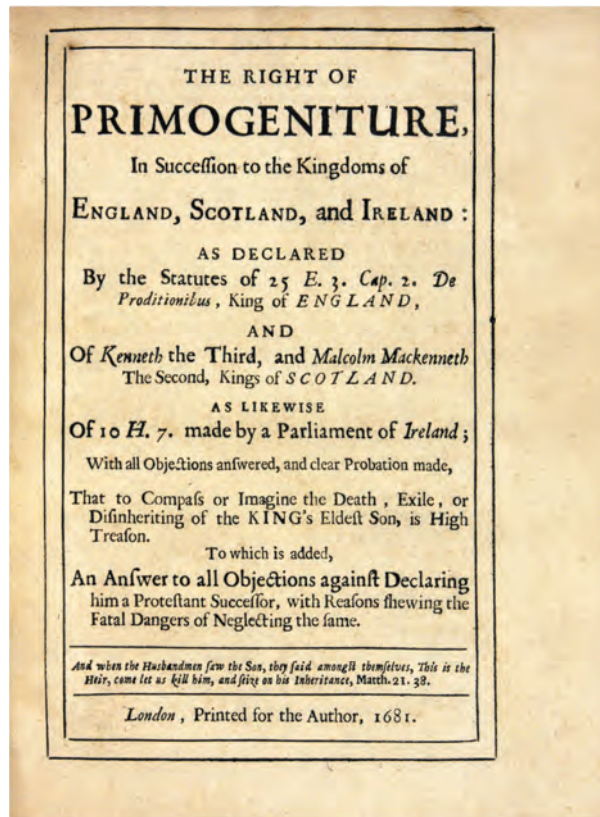 THE RIGHT OF
PRIMOGENITURE,
In Succeſſion to the Kingdoms of
ENGLAND, SCOTLAND, and IRELAND :
AS DECLARED
By the Statutes of 25 E. 3. Cap. 2. De
Proditionibus, King of ENGLAND,
AND
Of Kenneth the Third, and Malcolm Mackenneth
The Second, Kings of SCOTLAND.
AS LIKEWISE
Of 10 H. 7. made by a Parliament of Ireland ;
With all Objections anſwered, and clear Probation made,
That to Compaſs or Imagine the Death , Exile, or
Diſinheriting of the KING's Eldeſt Son, is High
Treaſon.
To which is added,
An Anſwer to all Objections againſt Declaring
him a Proteſtant Succeſſor, with Reaſons ſhewing the
Fatal Dangers of Neglecting the ſame.
And when the Husbandmen ſaw the Son, they ſaid amongſt themſelves, This is the
Heir, come let us kill him, and ſeize on his Inheritance, Matth. 21. 38.
London , Printed for the Author, 1681.